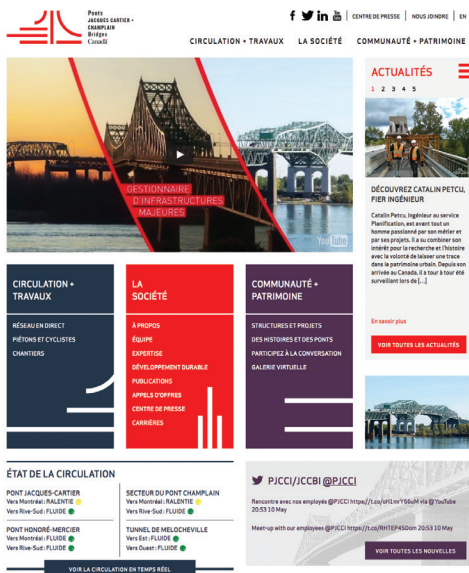 Ponts
JACQUES CARTIER +
CHAMPLAIN
Bridges
Canada
CENTRE DE PRESSE
NOUS JOINDRE
EN
CIRCULATION + TRAVAUX
LA SOCIÉTÉ
COMMUNAUTÉ + PATRIMOINE
GESTIONNAIRE
D'INFRASTRUCTURES
MAJEURES
YouTube
ACTUALITÉS
1 2 3 4 5
DÉCOUVREZ CATALIN PETCU,
FIER INGÉNIEUR
Catalin Petcu, ingénieur au service
Planification, est avant tout un
homme passionné par son métier et
par ses projets. Il a su combiner son
intérêt pour la recherche et l'histoire
avec la volonté de laisser une trace
dans le patrimoine urbain. Depuis son
arrivée au Canada, il a tour à tour été
surveillant lors de [...]
En savoir plus
VOIR TOUTES LES ACTUALITÉS
CIRCULATION +
TRAVAUX
RÉSEAU EN DIRECT
PIÉTONS ET CYCLISTES
CHANTIERS
LA
SOCIÉTÉ
À PROPOS
ÉQUIPE
EXPERTISE
DÉVELOPPEMENT DURABLE
PUBLICATIONS
APPELS D'OFFRES
CENTRE DE PRESSE
CARRIÈRES
COMMUNAUTÉ +
PATRIMOINE
STRUCTURES ET PROJETS
DES HISTOIRES ET DES PONTS
PARTICIPEZ À LA CONVERSATION
GALERIE VIRTUELLE
ÉTAT DE LA CIRCULATION
PONT JACQUES-CARTIER
Vers Montréal : RALENTIE
Vers Rive-Sud : FLUIDE
SECTEUR DU PONT CHAMPLAIN
Vers Montréal : RALENTIE
Vers Rive-Sud : FLUIDE
PONT HONORÉ-MERCIER
Vers Montréal : FLUIDE
Vers Rive-Sud : FLUIDE
TUNNEL DE MELOCHEVILLE
Vers Est : FLUIDE
Vers Ouest : FLUIDE
VOIR LA CIRCULATION EN TEMPS RÉEL
PJCCI/JCCBI @PJCCI
Rencontre avec nos employés @PJCCI https://t.co/oH1mrYG6uM via @YouTube
20:53 10 May
Meet-up with our employees @PJCCI https://t.co/RHTEP45Dom 20:53 10 May
VOIR TOUTES LES NOUVELLES